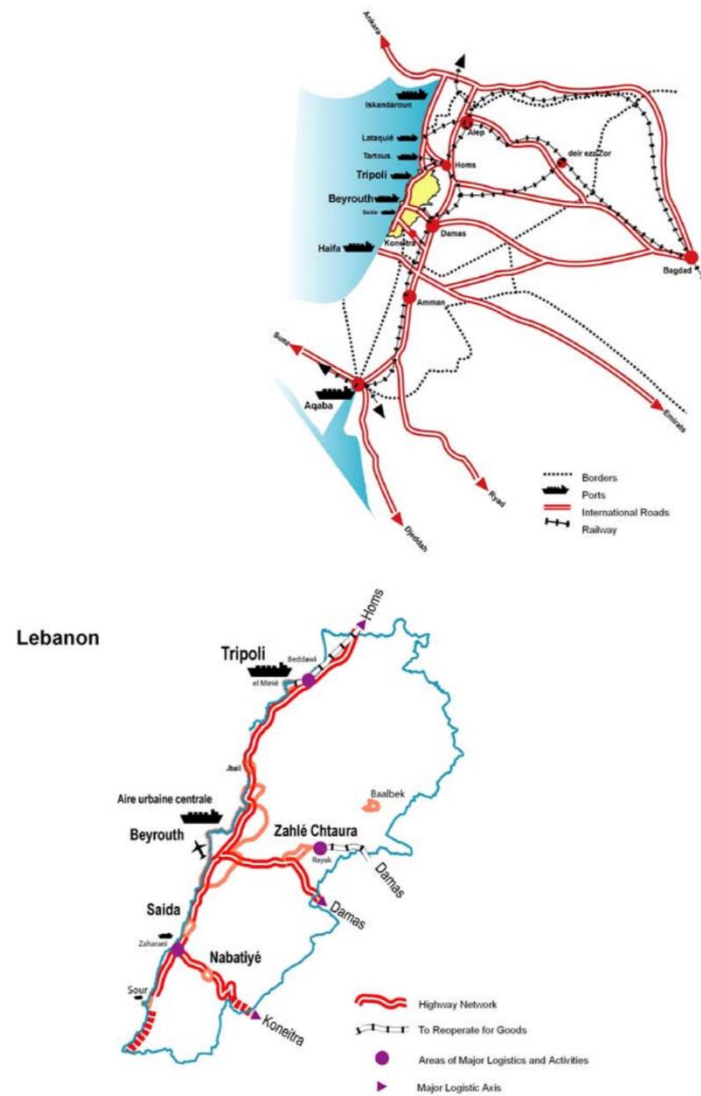 Ankara
Iskandaroun
Alep
Lataquié
Tartous
Homs
deir ezz Zor
Tripoli
Beyrouth
Saida
Damas
Koneitra
Haifa
Bagdad
Amman
Suez
Aqaba
Emirats
Ryad
Djeddah
Borders
Ports
International Roads
Railway
Lebanon
Homs
Tripoli
Beddawi
el Minié
Jbail
Baalbek
Aire urbaine centrale
Beyrouth
Zahlé Chtaura
Rayak
Damas
Damas
Saida
Zaharani
Nabatiyé
Sour
Koneitra
Highway Network
To Reoperate for Goods
Areas of Major Logistics and Activities
Major Logistic Axis